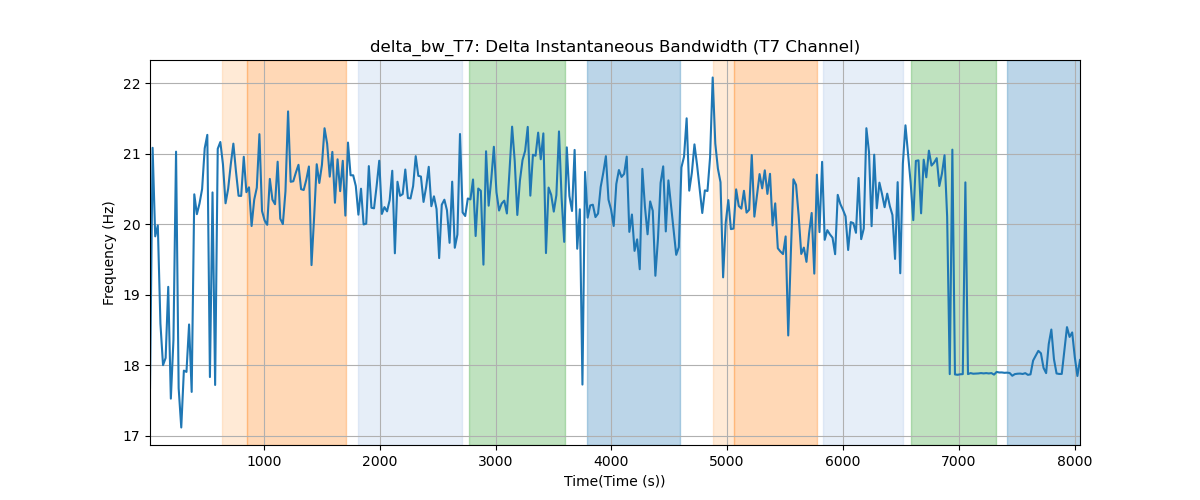 delta_bw_T7: Delta Instantaneous Bandwidth (T7 Channel)
Frequency (Hz)
22
21
20
19
18
17
1000 2000 3000 4000 5000 6000 7000 8000
Time(Time (s))